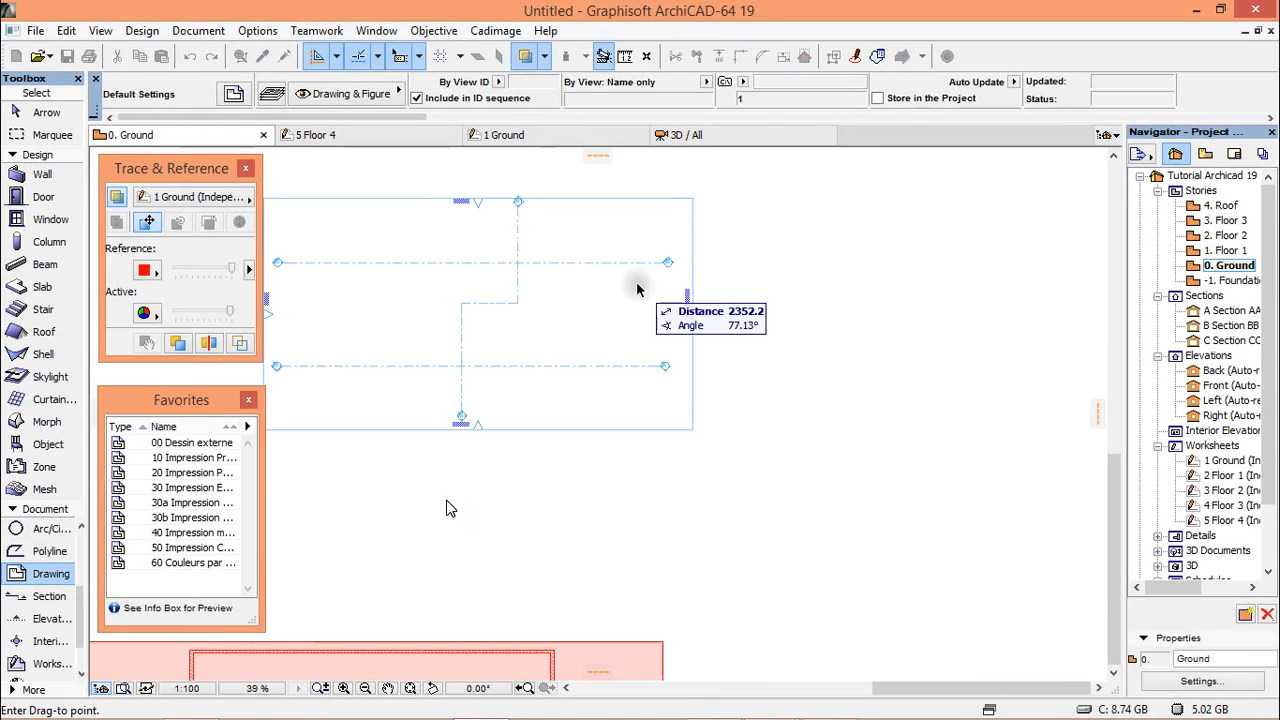 Untitled - Graphisoft ArchiCAD-64 19
File Edit View Design Document Options Teamwork Window Objective Cadimage Help
Toolbox
Select
Arrow
Marquee
Design
Wall
Door
Window
Column
Beam
Slab
Stair
Roof
Shell
Skylight
Curtain...
Morph
Object
Zone
Mesh
Document
Arc/Ci...
Polyline
Drawing
Section
Elevat...
Interi...
Works...
More
Default Settings
Drawing & Figure
By View ID
Include in ID sequence
By View: Name only
1
Auto Update
Store in the Project
Updated:
Status:
0. Ground
5 Floor 4
1 Ground
3D / All
Trace & Reference
1 Ground (Indepe...
Reference:
Active:
Favorites
Type Name
00 Dessin externe
10 Impression Pr...
20 Impression P...
30 Impression E...
30a Impression ...
30b Impression ...
40 Impression m...
50 Impression C...
60 Couleurs par ...
See Info Box for Preview
Distance 2352.2
Angle 77.13°
Navigator - Project ...
Tutorial Archicad 19
Stories
4. Roof
3. Floor 3
2. Floor 2
1. Floor 1
0. Ground
-1. Foundatio
Sections
A Section AA
B Section BB
C Section CC
Elevations
Back (Auto-r
Front (Auto-r
Left (Auto-re
Right (Auto-r
Interior Elevatio
Worksheets
1 Ground (In
2 Floor 1 (In
3 Floor 2 (In
4 Floor 3 (In
5 Floor 4 (In
Details
3D Documents
3D
Properties
0. Ground
Settings...
1:100
39 %
0.00°
Enter Drag-to point.
C: 8.74 GB
5.02 GB